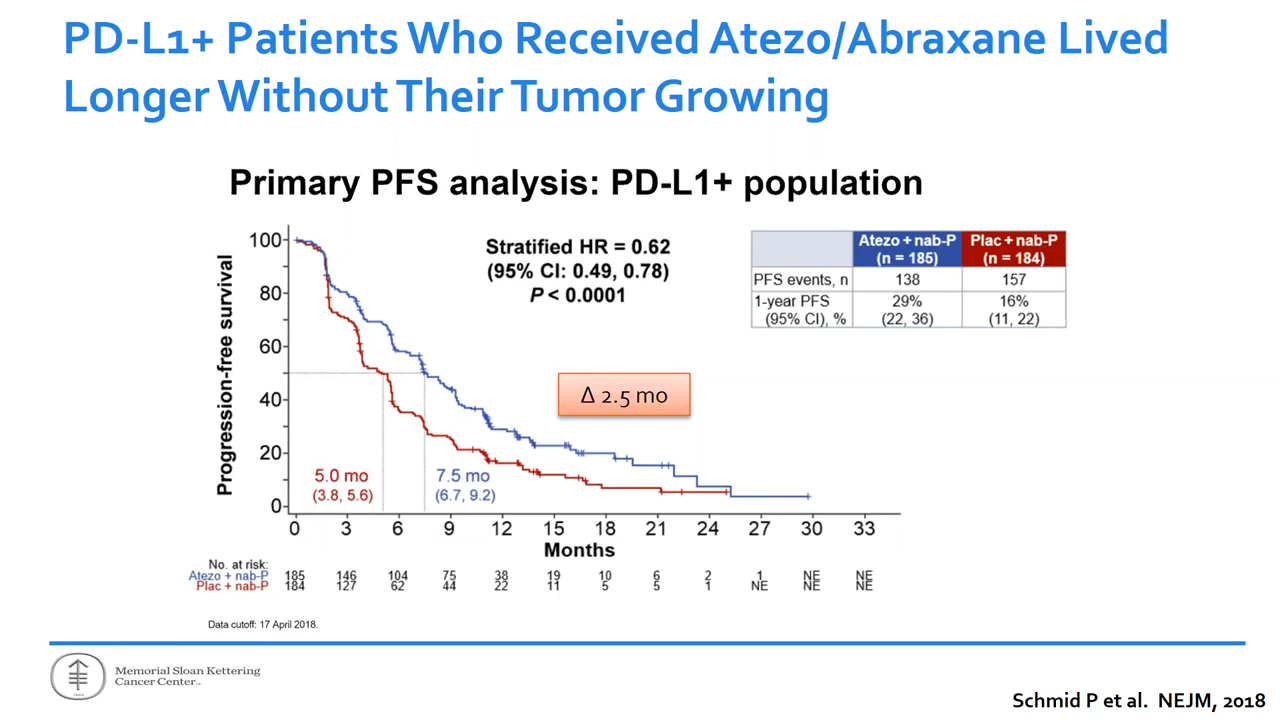 PD-L1+ Patients Who Received Atezo/Abraxane Lived
Longer Without Their Tumor Growing
Primary PFS analysis: PD-L1+ population
Progression-free survival
100
80
60
40
20
0
Stratified HR = 0.62
(95% CI: 0.49, 0.78)
P < 0.0001
Atezo + nab-P Plac + nab-P
(n = 185) (n = 184)
PFS events, n 138 157
1-year PFS 29% 16%
(95% CI), % (22, 36) (11, 22)
Δ 2.5 mo
5.0 mo 7.5 mo
(3.8, 5.6) (6.7, 9.2)
0 3 6 9 12 15 18 21 24 27 30 33
Months
No. at risk:
Atezo + nab-P 185 146 104 75 38 19 10 6 2 1 NE NE
Plac + nab-P 184 127 62 44 22 11 5 5 1 NE NE NE
Data cutoff: 17 April 2018.
Memorial Sloan Kettering
Cancer Center
Schmid P et al. NEJM, 2018